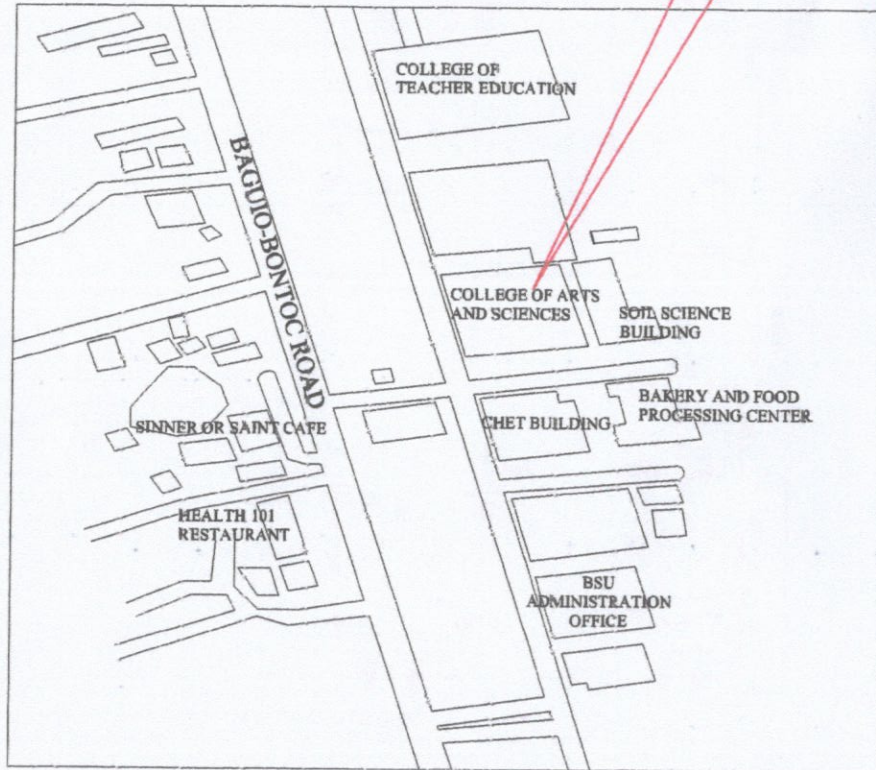 COLLEGE OF
TEACHER EDUCATION
BAGUIO-BONTOC ROAD
COLLEGE OF ARTS
AND SCIENCES
SOIL SCIENCE
BUILDING
BAKERY AND FOOD
PROCESSING CENTER
CHET BUILDING
SINNER OR SAINT CAFE
HEALTH 101
RESTAURANT
BSU
ADMINISTRATION
OFFICE